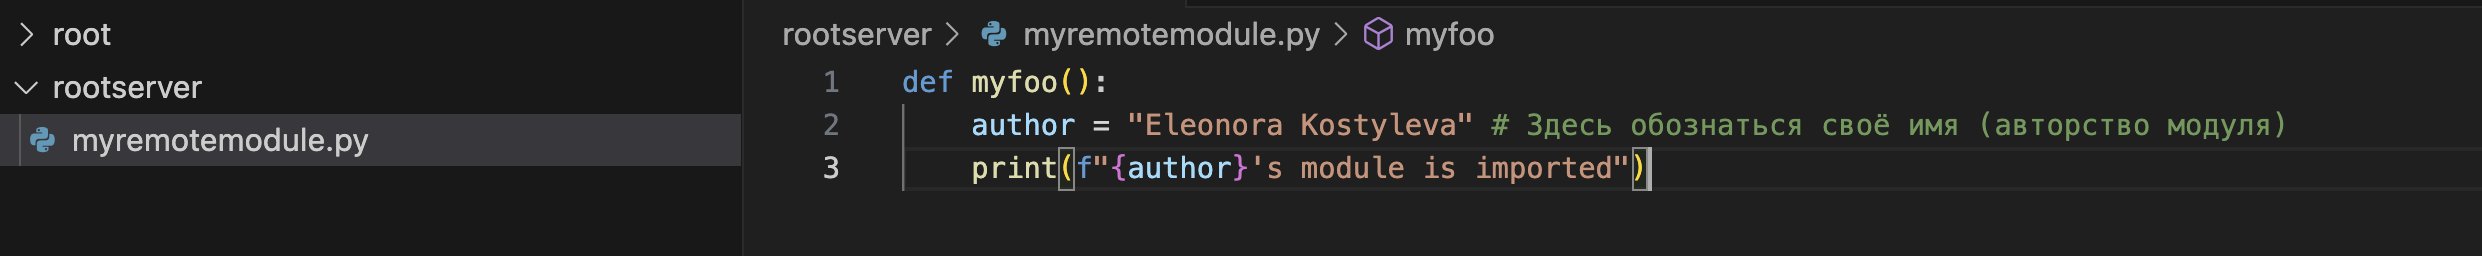 root
rootserver
myremotemodule.py
rootserver > myremotemodule.py > myfoo
1 def myfoo():
2     author = "Eleonora Kostyleva" # Здесь обозначаться своё имя (авторство модуля)
3     print(f"{author}'s module is imported")